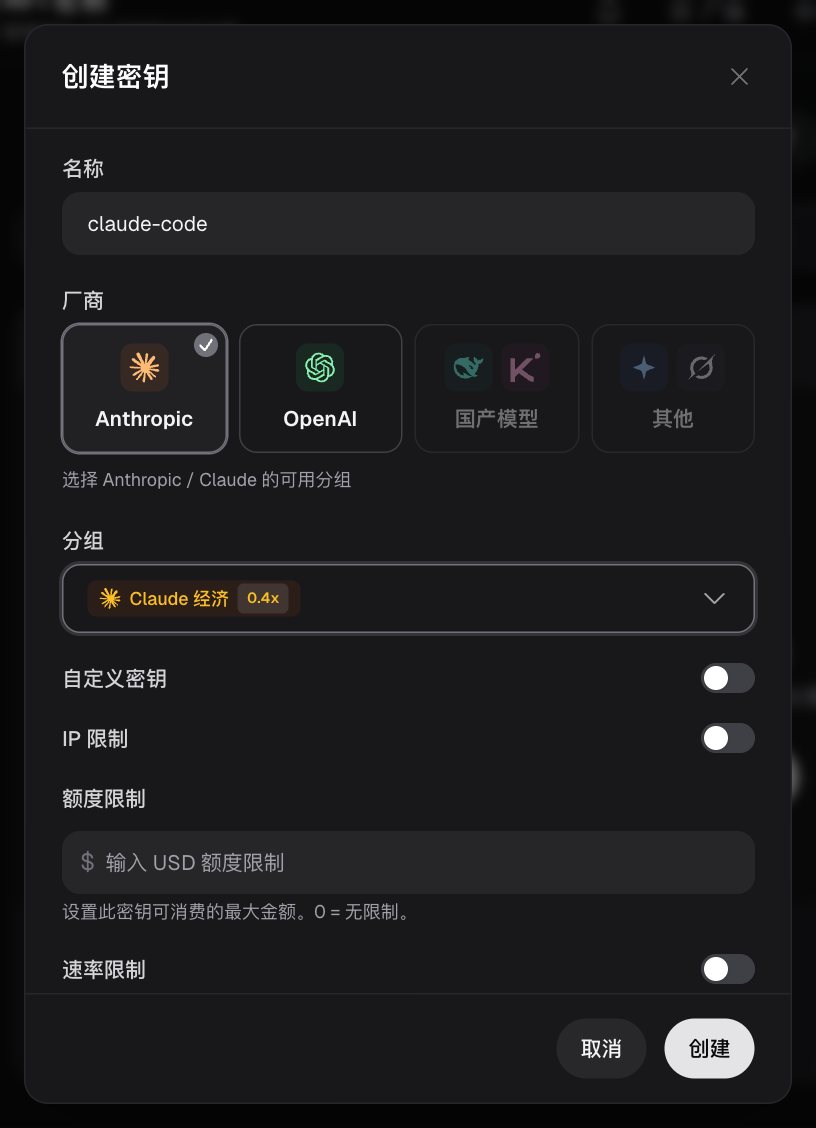 创建密钥
名称
claude-code
厂商
Anthropic
OpenAI
国产模型
其他
选择 Anthropic / Claude 的可用分组
分组
Claude 经济 0.4x
自定义密钥
IP 限制
额度限制
$ 输入 USD 额度限制
设置此密钥可消费的最大金额。0 = 无限制。
速率限制
取消 创建